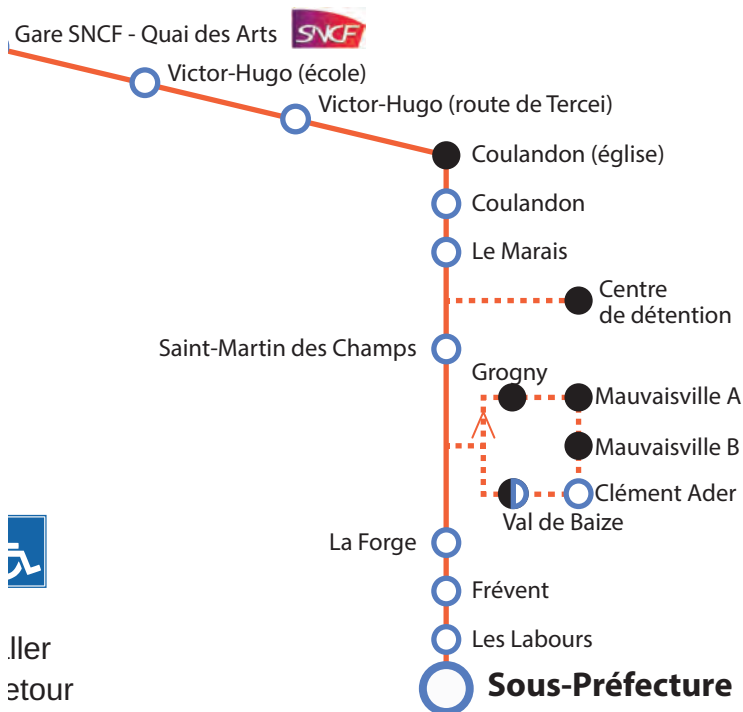 Gare SNCF - Quai des Arts SNCF
Victor-Hugo (école)
Victor-Hugo (route de Tercei)
Coulandon (église)
Coulandon
Le Marais
Centre
de détention
Saint-Martin des Champs
Grogny
Mauvaisville A
Mauvaisville B
Clément Ader
Val de Baize
La Forge
Frévent
Les Labours
ller
etour
Sous-Préfecture